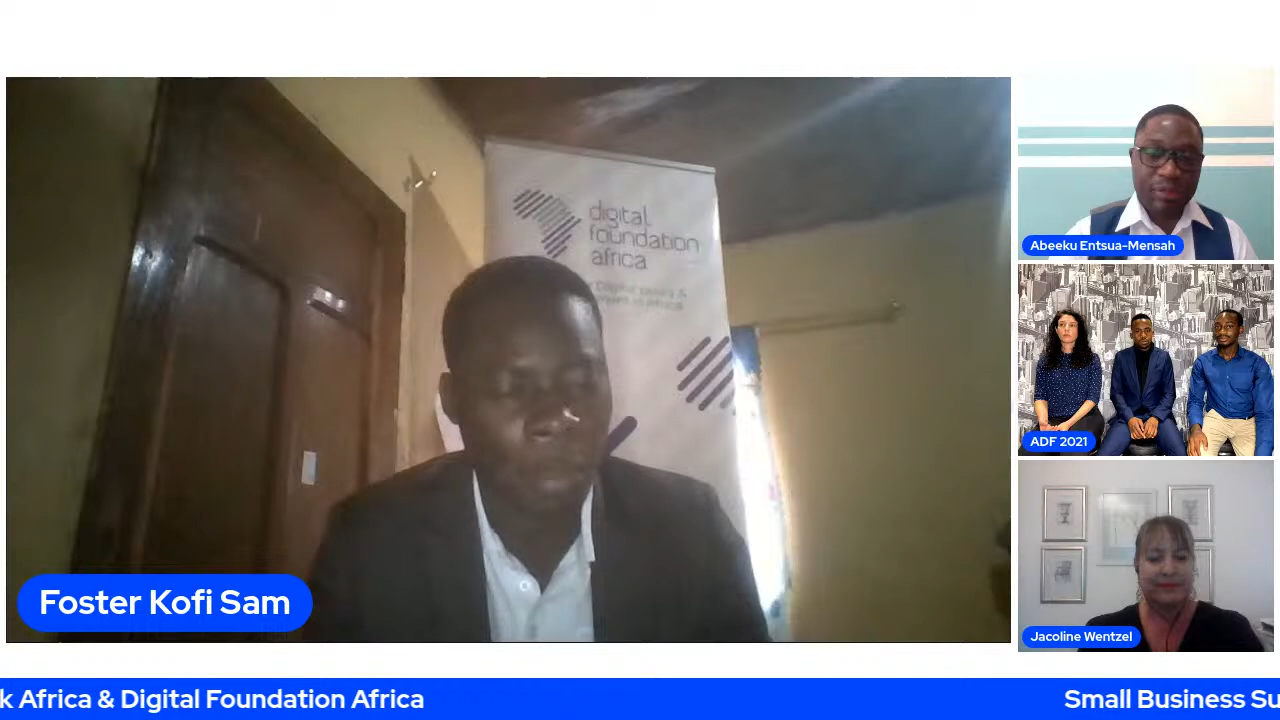 digital
foundation
africa
Foster Kofi Sam
Abeeku Entsua-Mensah
ADF 2021
Jacoline Wentzel
k Africa & Digital Foundation Africa
Small Business Su